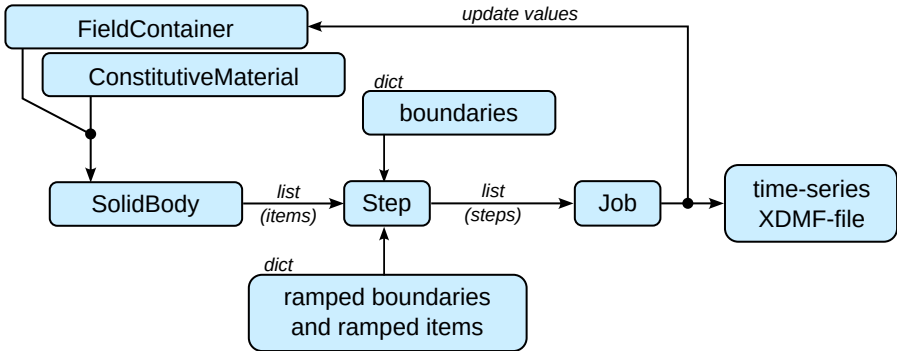 update values
FieldContainer
ConstitutiveMaterial
dict
boundaries
SolidBody
list
(items)
Step
list
(steps)
Job
time-series
XDMF-file
dict
ramped boundaries
and ramped items